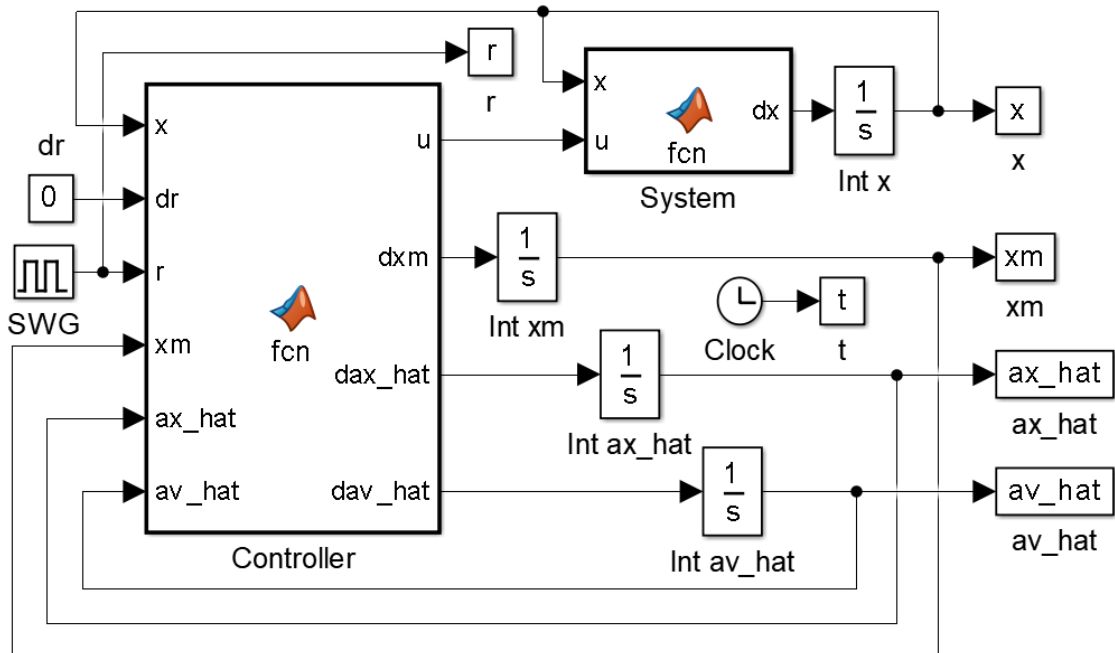 r
r
x
dr
r
xm
ax_hat
av_hat
u
dxm
dax_hat
dav_hat
fcn
Controller
dr
0
SWG
x
u
dx
fcn
System
1
s
Int x
x
x
1
s
Int xm
xm
xm
Clock
t
t
1
s
Int ax_hat
ax_hat
ax_hat
1
s
Int av_hat
av_hat
av_hat